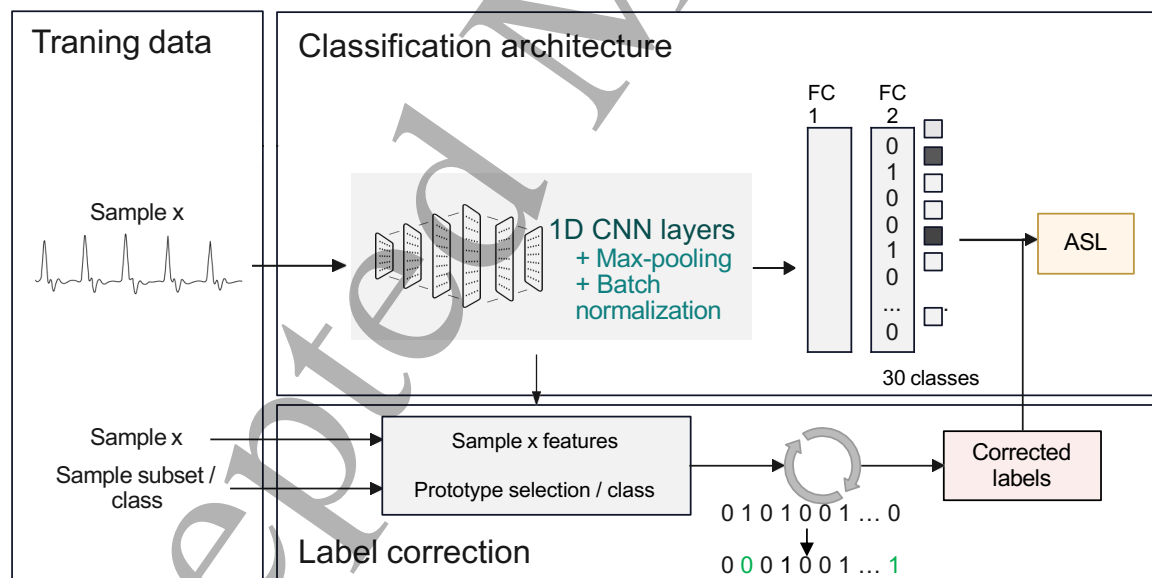 Traning data
Classification architecture
FC
1
FC
2
0
1
0
0
1
0
...
0
30 classes
Sample x
1D CNN layers
+ Max-pooling
+ Batch
normalization
ASL
Sample x
Sample subset /
class
Sample x features
Prototype selection / class
Corrected
labels
0 1 0 1 0 0 1 ... 0
0 0 0 1 0 0 1 ... 1
Label correction
epted M